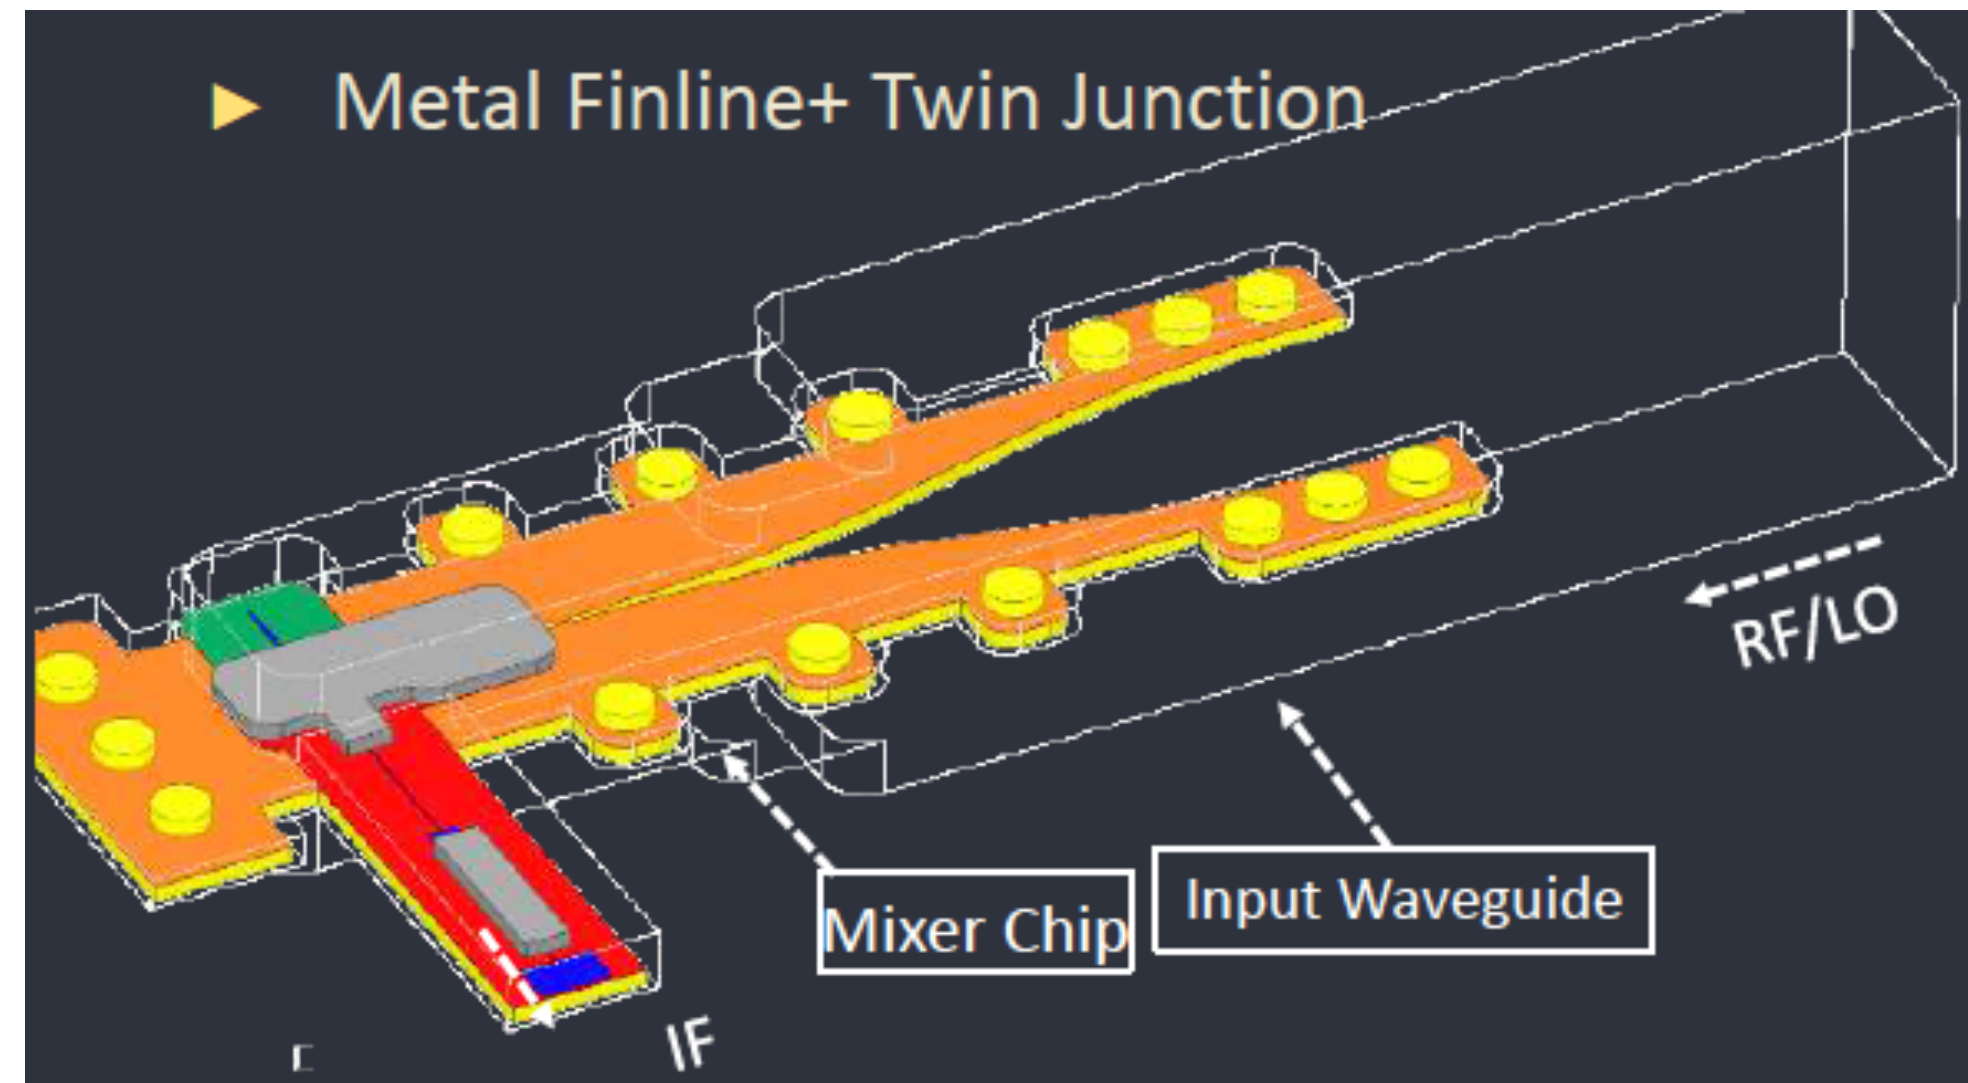 ► Metal Finline+ Twin Junction
RF/LO
Input Waveguide
Mixer Chip
IF